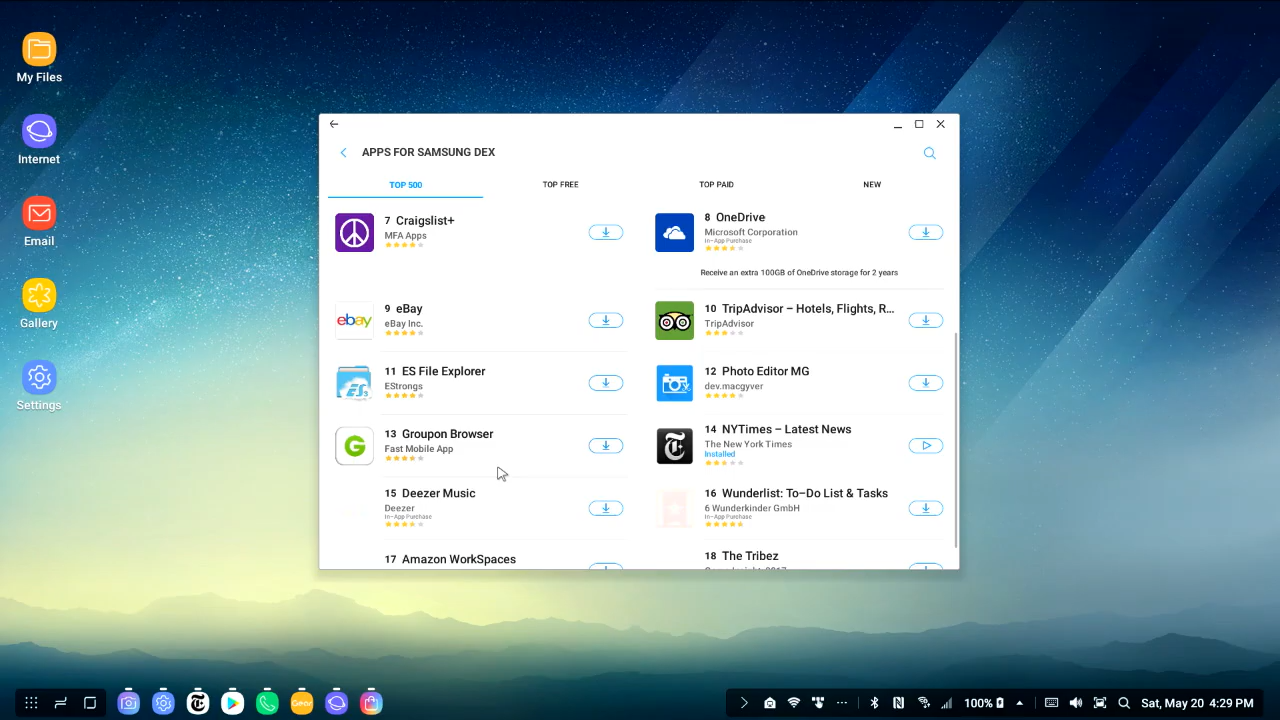 My Files
Internet
Email
Gallery
Settings
APPS FOR SAMSUNG DEX
TOP 500
TOP FREE
TOP PAID
NEW
7 Craigslist+
MFA Apps
8 OneDrive
Microsoft Corporation
In-App Purchase
Receive an extra 100GB of OneDrive storage for 2 years
ebay
9 eBay
eBay Inc.
10 TripAdvisor – Hotels, Flights, R...
TripAdvisor
11 ES File Explorer
EStrongs
12 Photo Editor MG
dev.macgyver
G
13 Groupon Browser
Fast Mobile App
14 NYTimes – Latest News
The New York Times
Installed
15 Deezer Music
Deezer
In-App Purchase
16 Wunderlist: To-Do List & Tasks
6 Wunderkinder GmbH
In-App Purchase
17 Amazon WorkSpaces
18 The Tribez
Gear
100%
Sat, May 20 4:29 PM